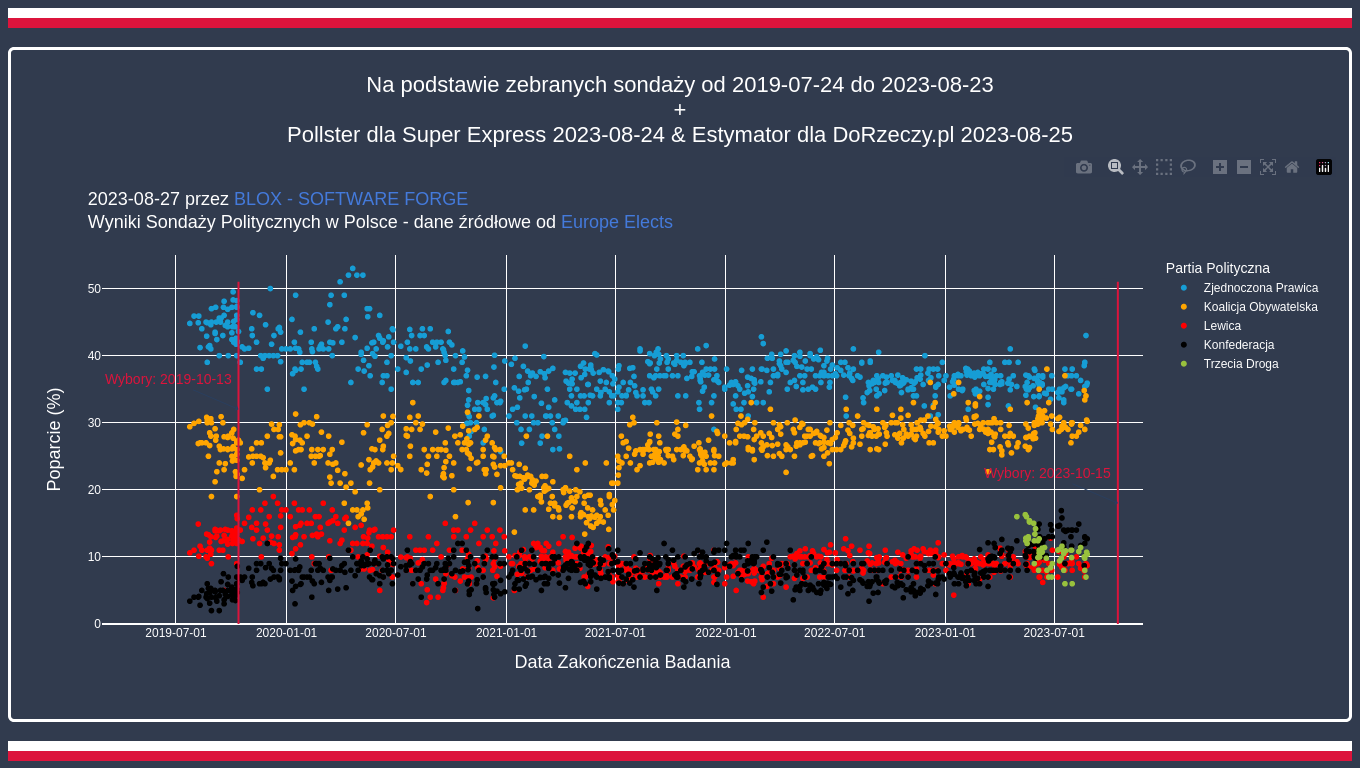 Na podstawie zebranych sondaży od 2019-07-24 do 2023-08-23
+
Pollster dla Super Express 2023-08-24 & Estymator dla DoRzeczy.pl 2023-08-25
2023-08-27 przez BLOX - SOFTWARE FORGE
Wyniki Sondaży Politycznych w Polsce - dane źródłowe od Europe Elects
Partia Polityczna
Zjednoczona Prawica
Koalicja Obywatelska
Lewica
Konfederacja
Trzecia Droga
Poparcie (%)
50
40
30
20
10
0
Wybory: 2019-10-13
Wybory: 2023-10-15
2019-07-01
2020-01-01
2020-07-01
2021-01-01
2021-07-01
2022-01-01
2022-07-01
2023-01-01
2023-07-01
Data Zakończenia Badania